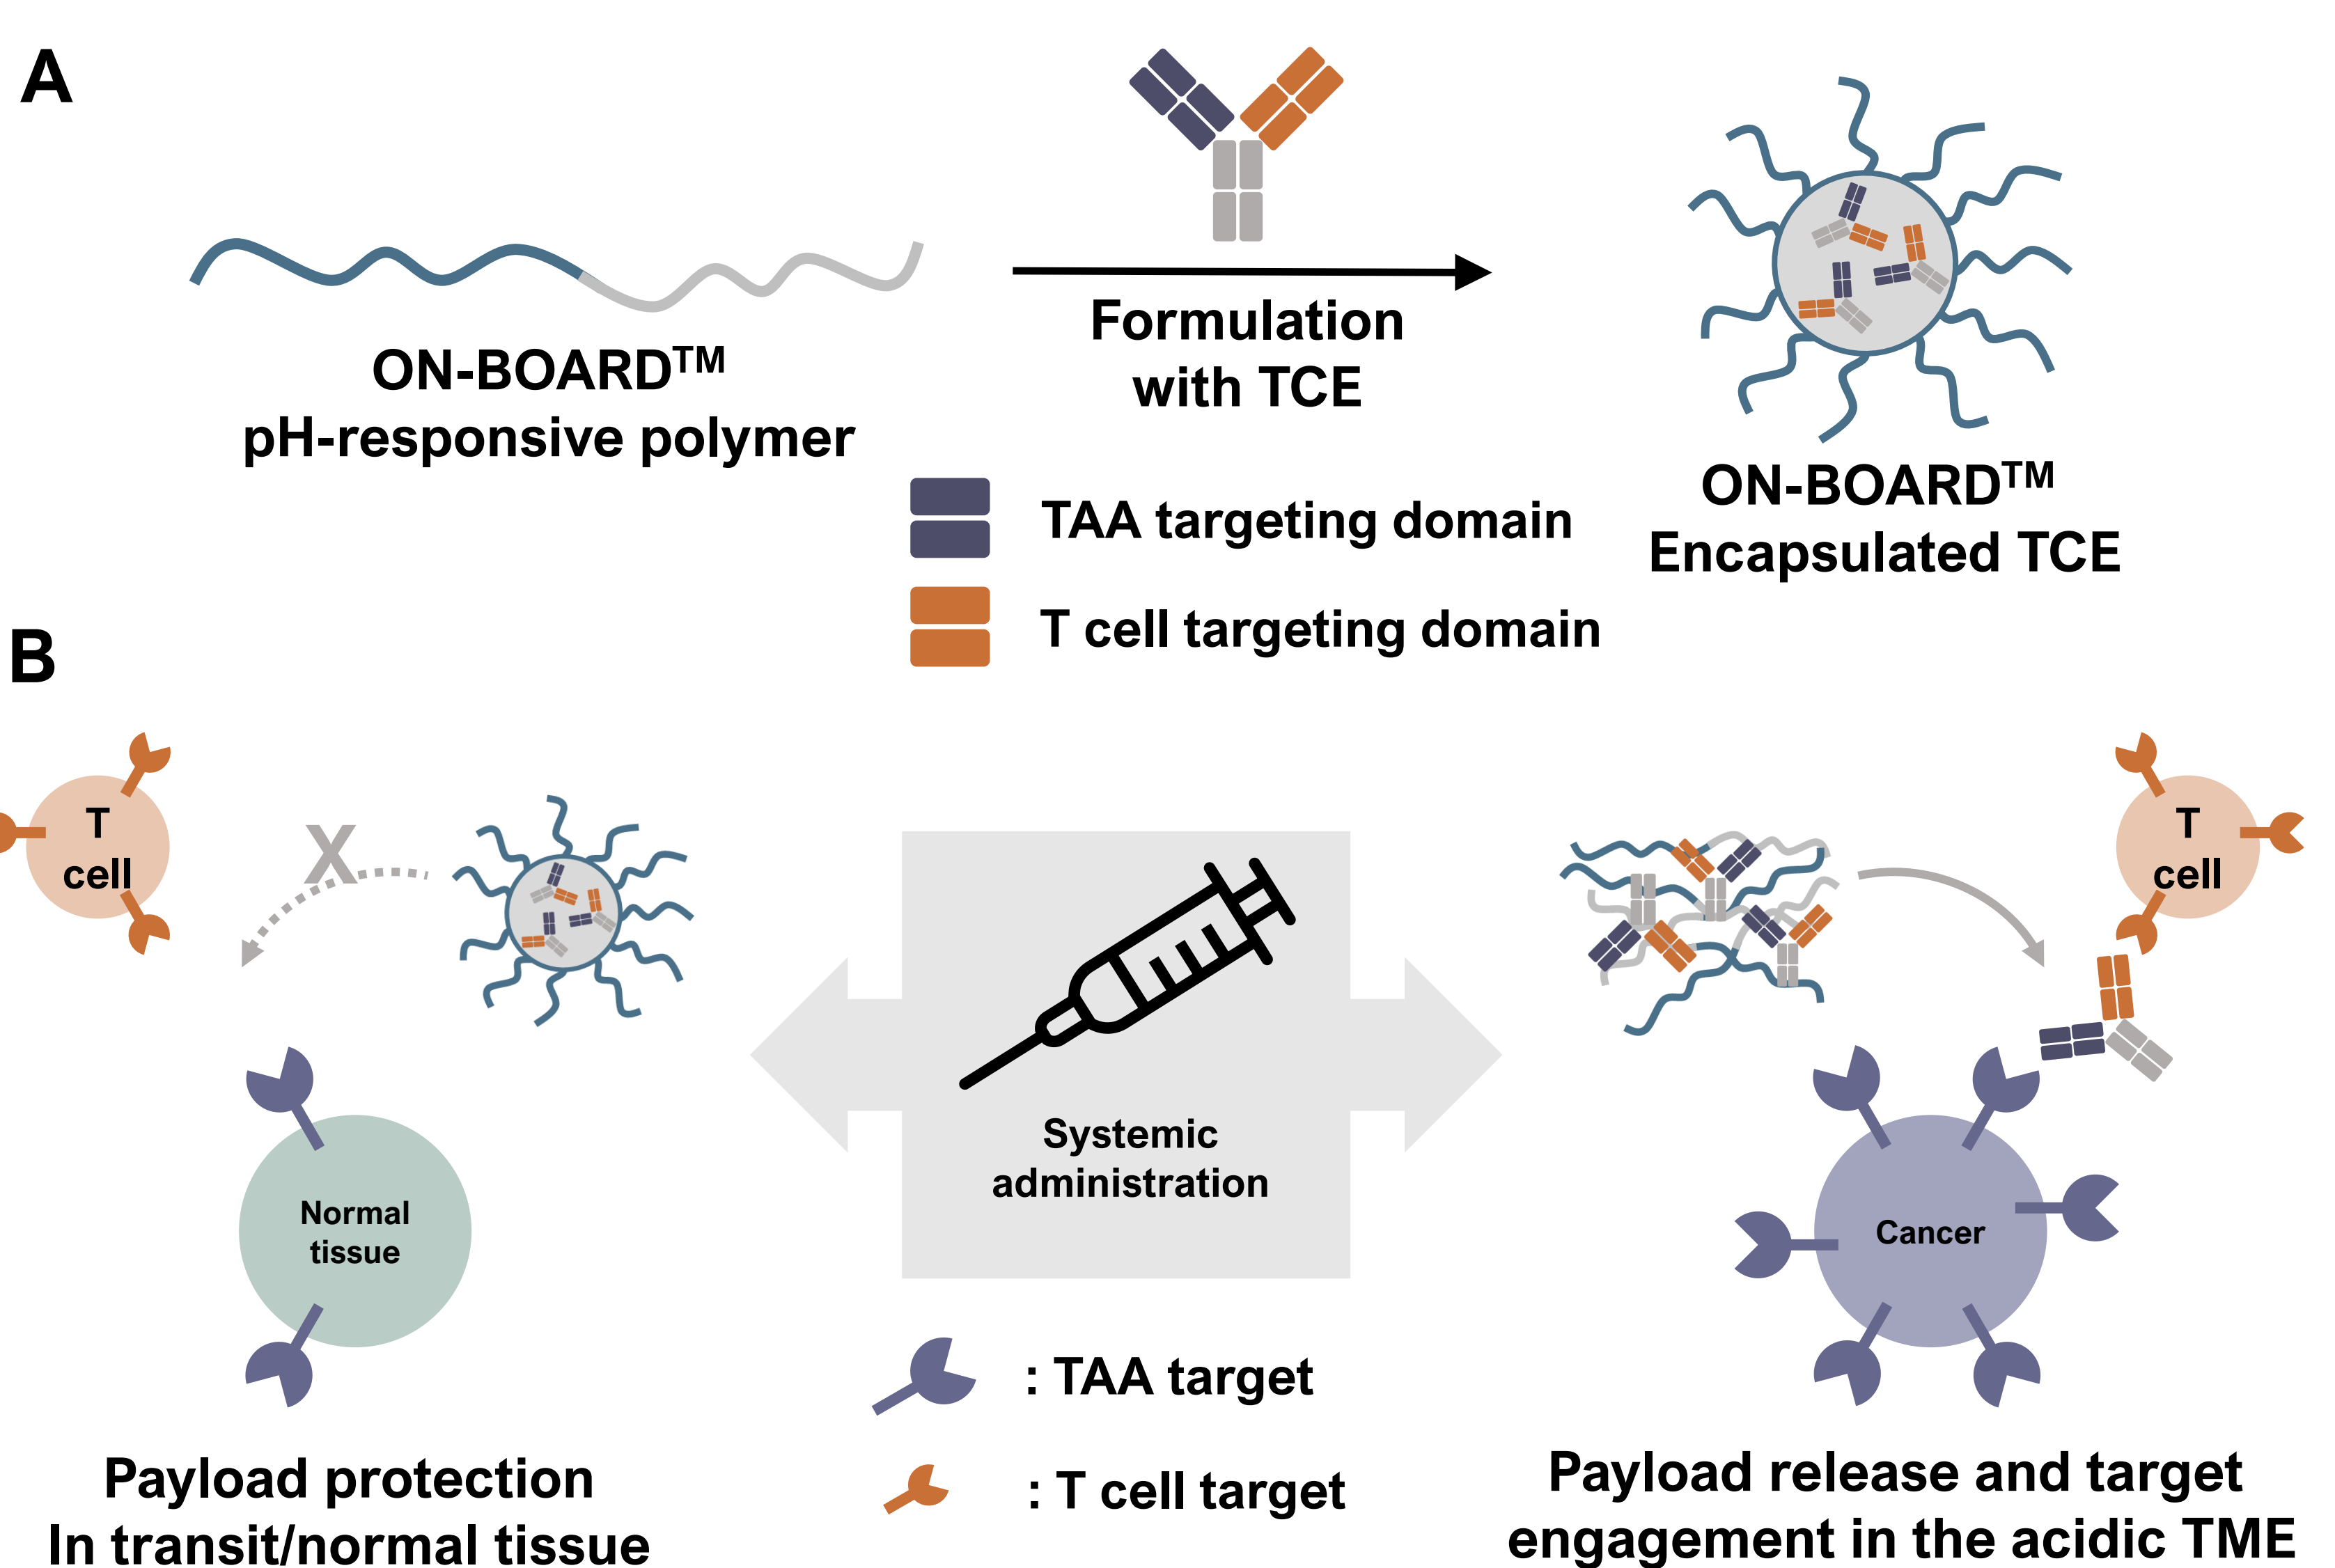 A
ON-BOARD™
pH-responsive polymer
Formulation
with TCE
ON-BOARD™
Encapsulated TCE
TAA targeting domain
T cell targeting domain
B
T
cell
X
Normal
tissue
Payload protection
In transit/normal tissue
Systemic
administration
: TAA target
: T cell target
T
cell
Cancer
Payload release and target
engagement in the acidic TME